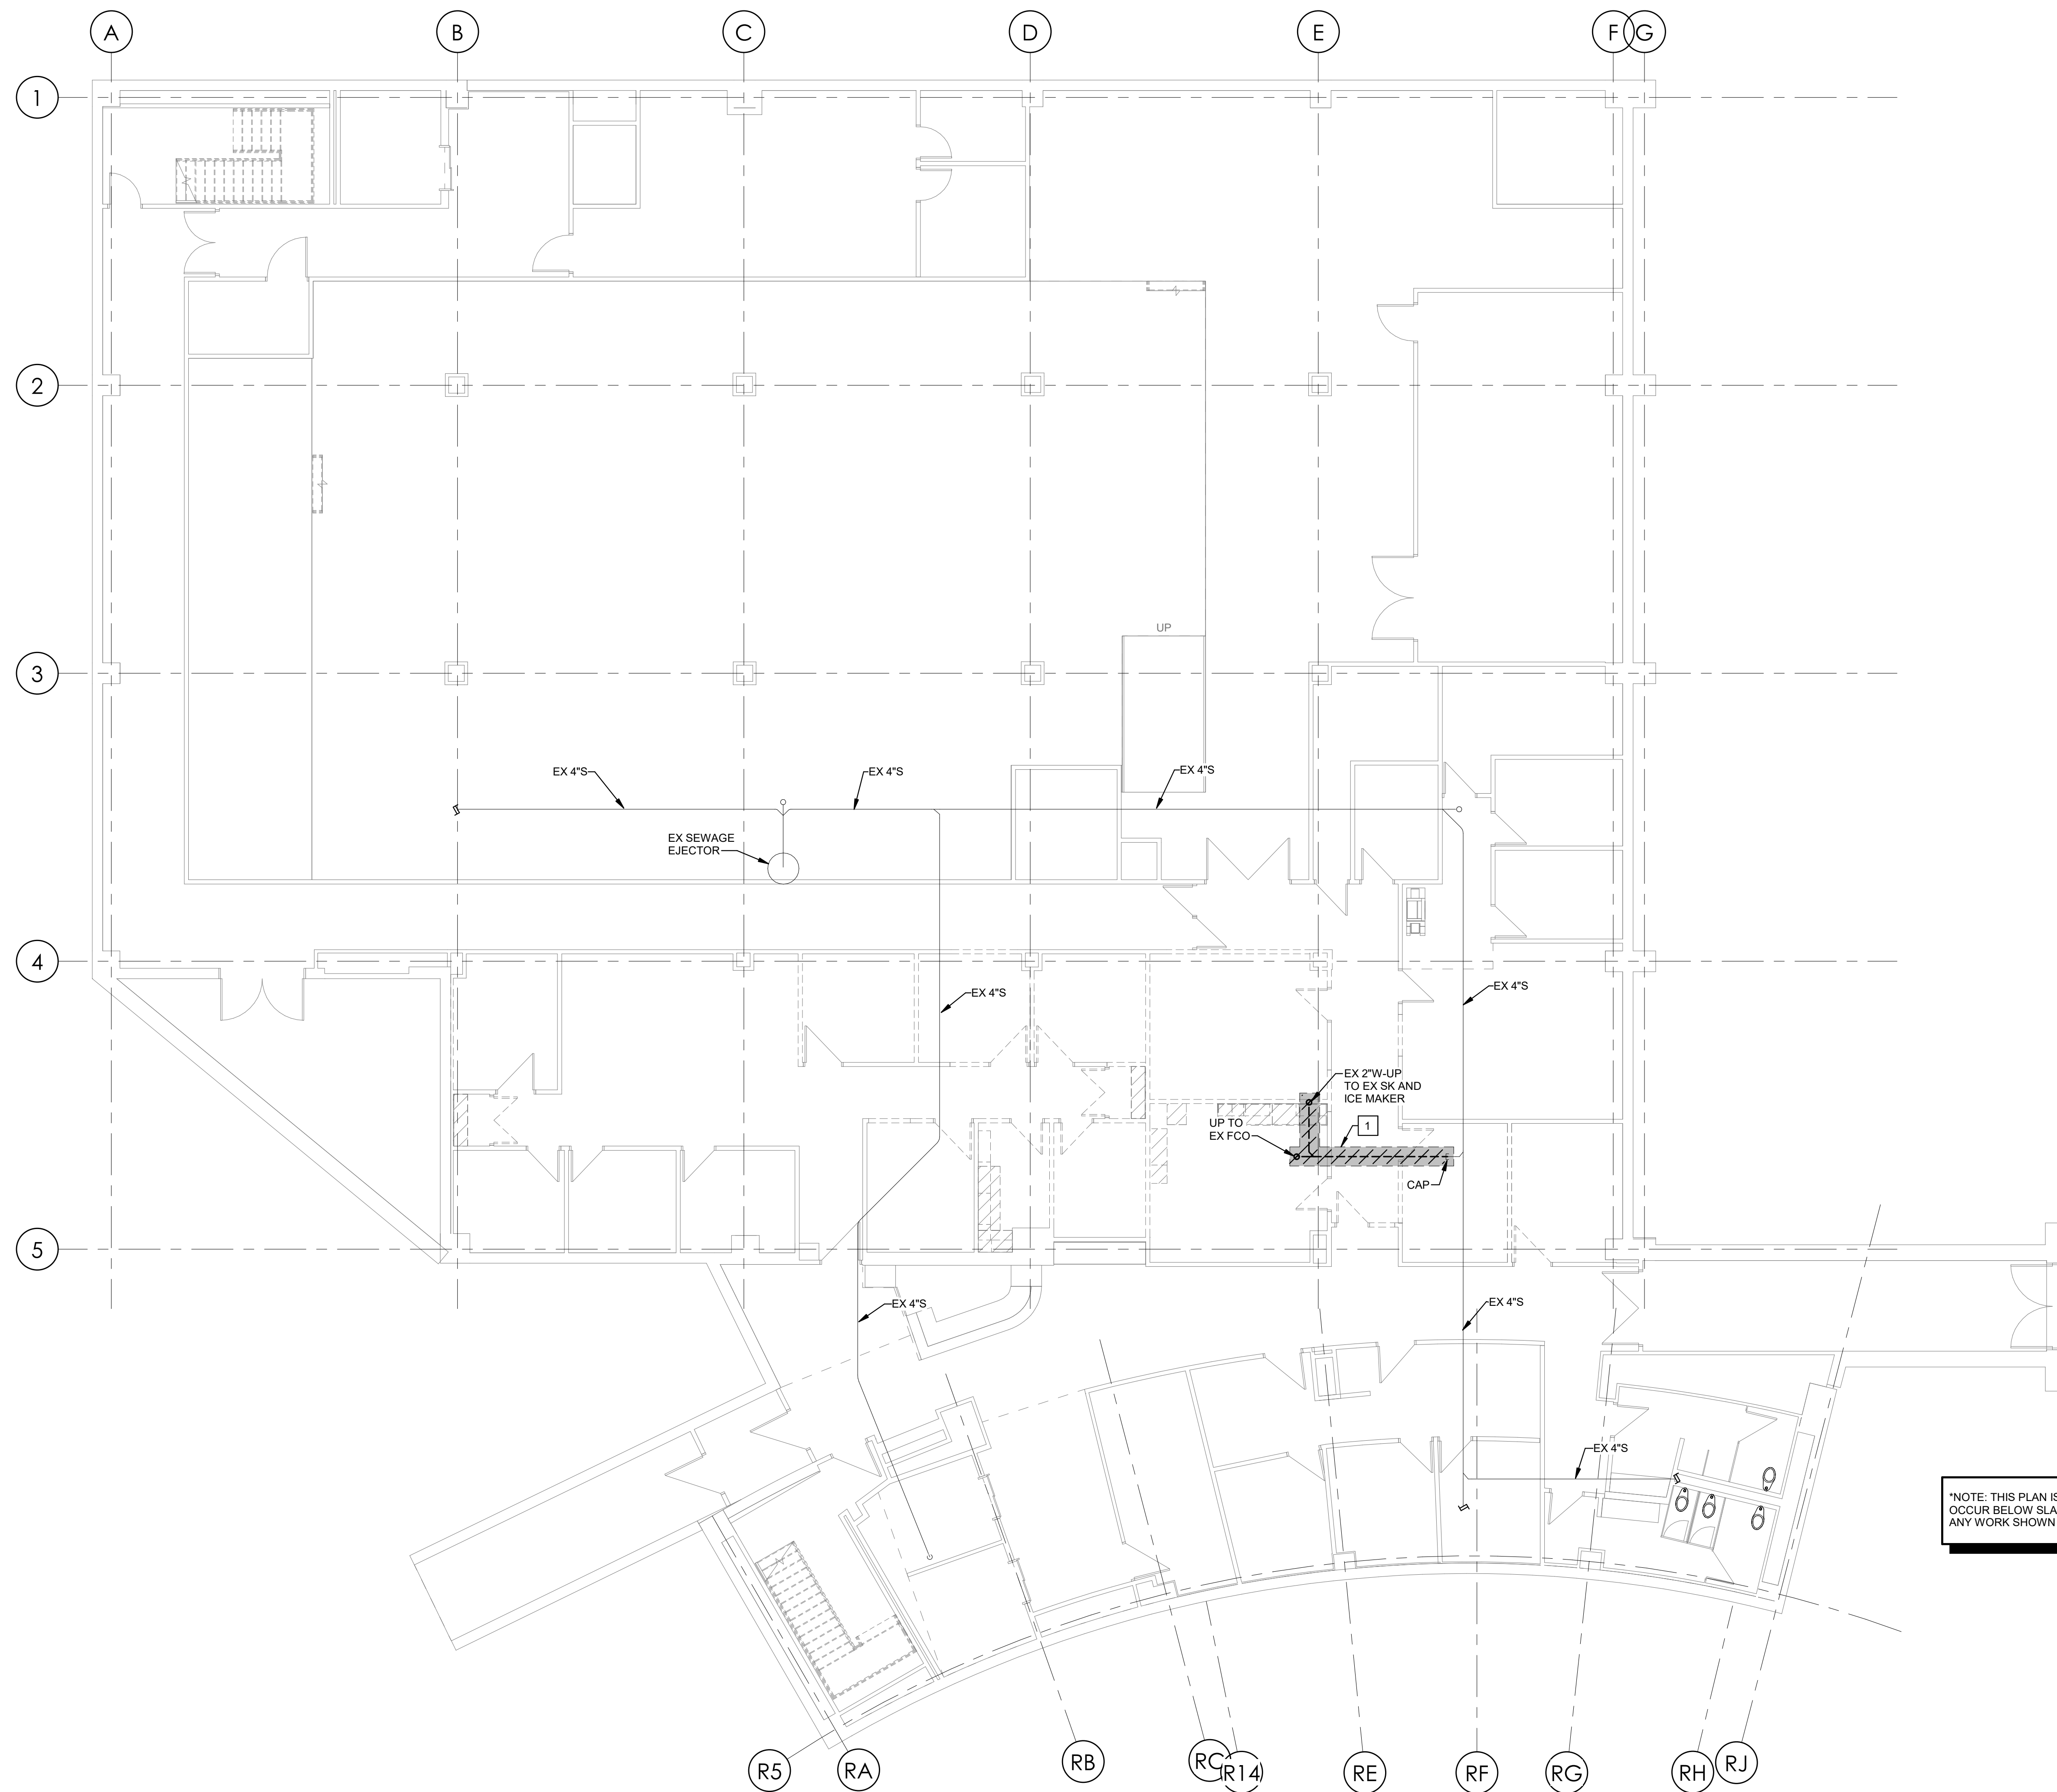 A
B
C
D
E
F
G
1
2
UP
3
EX 4"S
EX 4"S
EX 4"S
EX SEWAGE
EJECTOR
4
EX 4"S
EX 4"S
EX 2"W-UP
TO EX SK AND
ICE MAKER
UP TO
EX FCO
1
CAP
5
EX 4"S
EX 4"S
EX 4"S
*NOTE: THIS PLAN IS
OCCUR BELOW SLA
ANY WORK SHOWN
R5
RA
RB
RC
R14
RE
RF
RG
RH
RJ